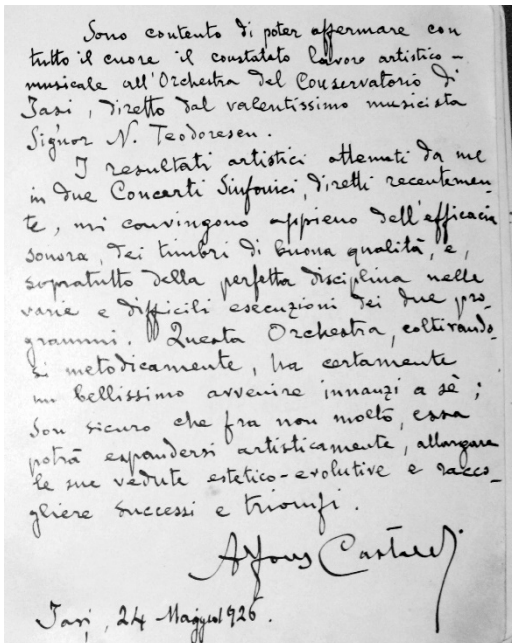 Sono contento di poter affermare con
tutto il cuore il constatato lavoro artistico-
musicale all'Orchestra del Conservatorio di
Iasi, diretto dal valentissimo musicista
Signor N. Teodorescu.
I resultati artistici ottenuti da me
in due Concerti Sinfonici, diretti recentemen-
te, mi convingono appieno dell'efficacia
sonora, dei timbri di buona qualità, e,
sopratutto della perfetta disciplina nelle
varie e difficili esecuzioni dei due pro-
grammi. Questa Orchestra, coltivando-
si metodicamente, ha certamente
un bellissimo avvenire innanzi a sè;
Son sicuro che fra non molto, essa
potrà espandersi artisticamente, allargare
le sue vedute estetico-evolutive e racco-
gliere successi e trionfi.
Alfons Castaldi
Iași, 24 Maggio 1926.